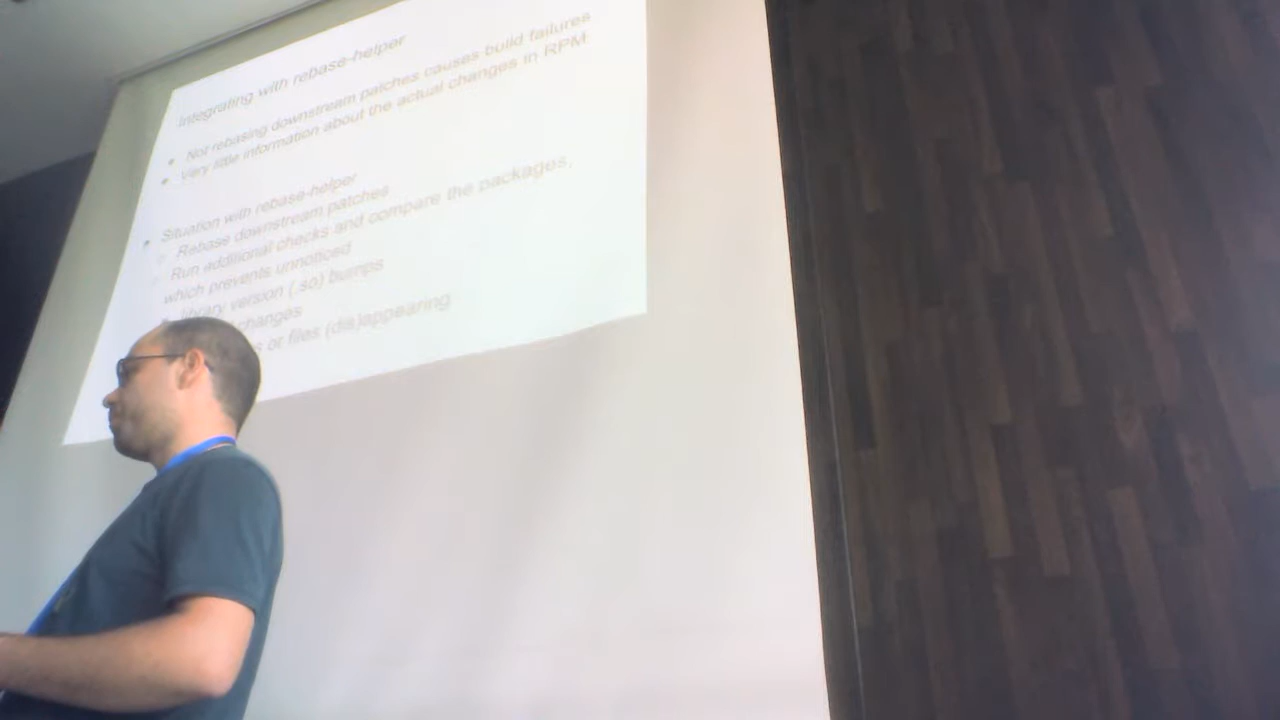 Integrating with rebase-helper
Not rebasing downstream patches causes build failures
Very little information about the actual changes in RPM
Situation with rebase-helper
Rebase downstream patches
Run additional checks and compare the packages,
which prevents unnoticed
library version (.so) bumps
changes
or files (dis)appearing